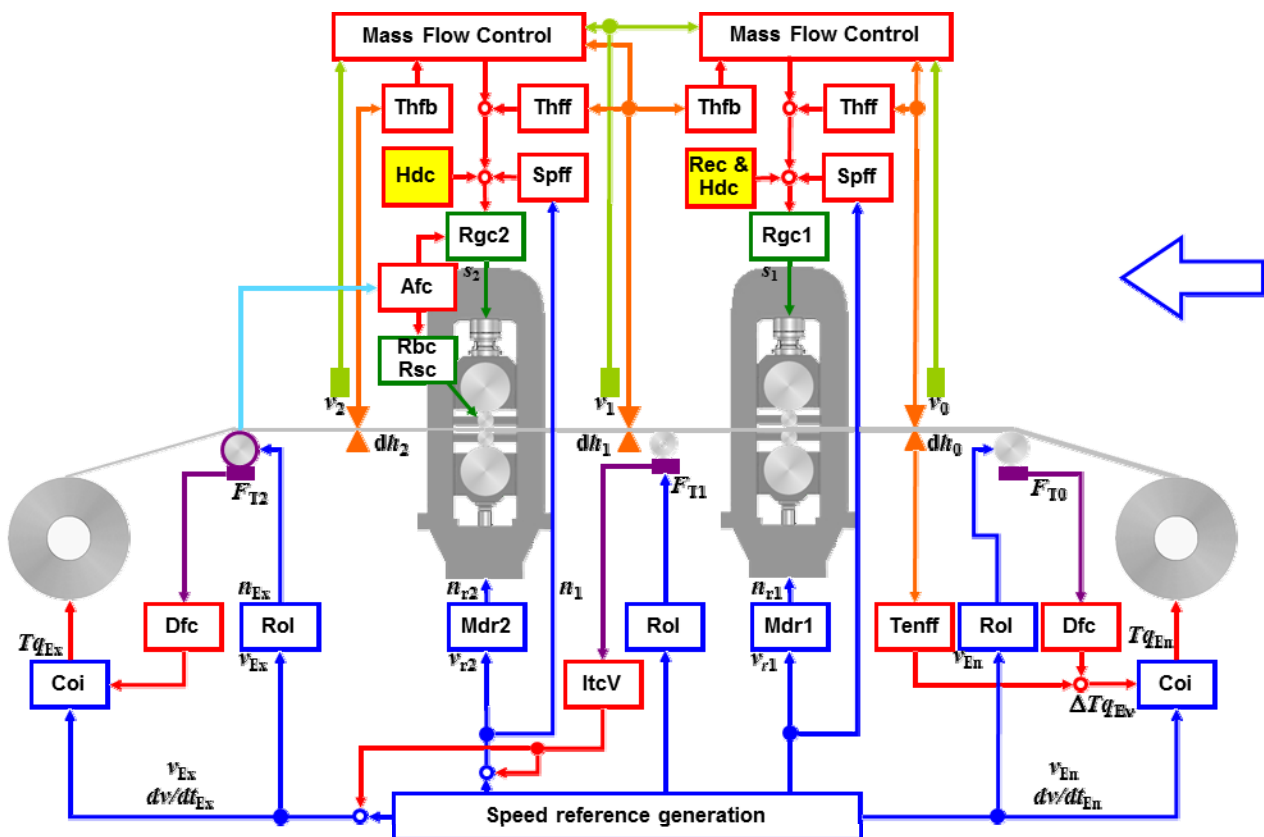 Mass Flow Control
Mass Flow Control
Thfb
Thff
Thfb
Thff
Hdc
Spff
Rec &
Hdc
Spff
Rgc2
Rgc1
s2
s1
Afc
Rbc
Rsc
v2
v1
v0
dh2
dh1
dh0
FT2
FT1
FT0
nEx
nr2
n1
nr1
Dfc
Rol
Mdr2
Rol
Mdr1
Tenff
Rol
Dfc
TqEx
vEx
vr2
vr1
vEn
TqEn
Coi
ItcV
Coi
ΔTqEw
vEx
dv/dtEx
vEn
dv/dtEn
Speed reference generation